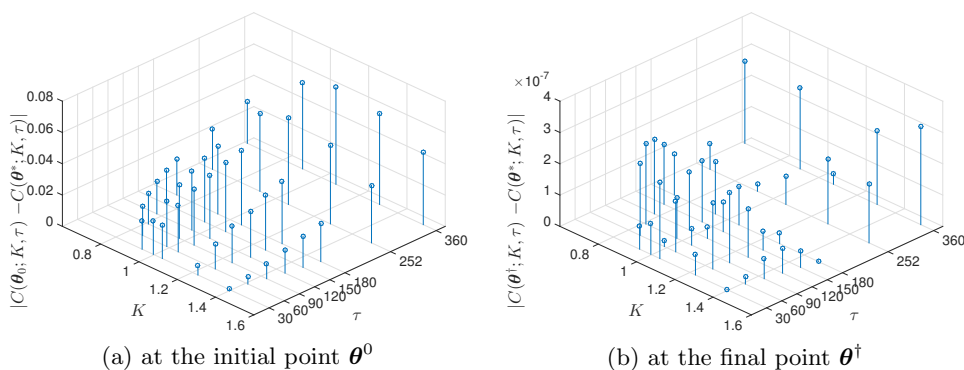 |C(θ₀; K, τ) −C(θ*; K, τ)|
0.08
0.06
0.04
0.02
0
0.8
1
1.2
1.4
1.6
K
30 60 90 120 150 180 252 360
τ
(a) at the initial point θ⁰
|C(θ†; K, τ) −C(θ*; K, τ)|
×10⁻⁷
4
3
2
1
0
0.8
1
1.2
1.4
1.6
K
30 60 90 120 150 180 252 360
τ
(b) at the final point θ†